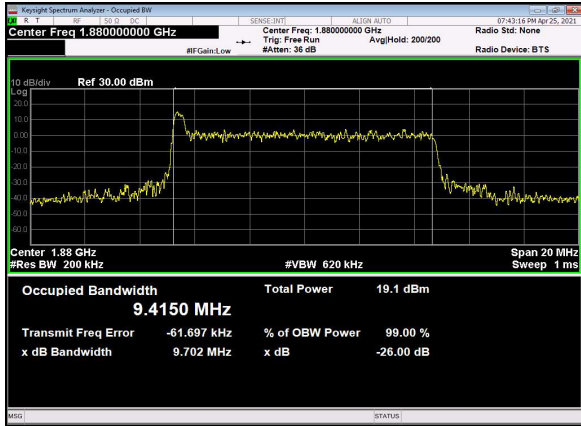 Keysight Spectrum Analyzer - Occupied BW
R T RF 50 Ω DC SENSE:INT ALIGN AUTO 07:43:16 PM Apr 25, 2021
Center Freq 1.880000000 GHz Center Freq: 1.880000000 GHz Radio Std: None
Trig: Free Run Avg|Hold: 200/200
#IFGain:Low #Atten: 36 dB Radio Device: BTS
10 dB/div Ref 30.00 dBm
Log
20.0
10.0
0.00
-10.0
-20.0
-30.0
-40.0
-50.0
-60.0
Center 1.88 GHz Span 20 MHz
#Res BW 200 kHz #VBW 620 kHz Sweep 1 ms
Occupied Bandwidth Total Power 19.1 dBm
9.4150 MHz
Transmit Freq Error -61.697 kHz % of OBW Power 99.00 %
x dB Bandwidth 9.702 MHz x dB -26.00 dB
MSG STATUS